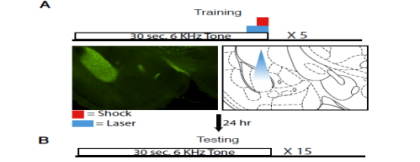 A
Training
30 sec. 6 KHz Tone
X 5
= Shock
= Laser
24 hr
B
Testing
30 sec. 6 KHz Tone
X 15